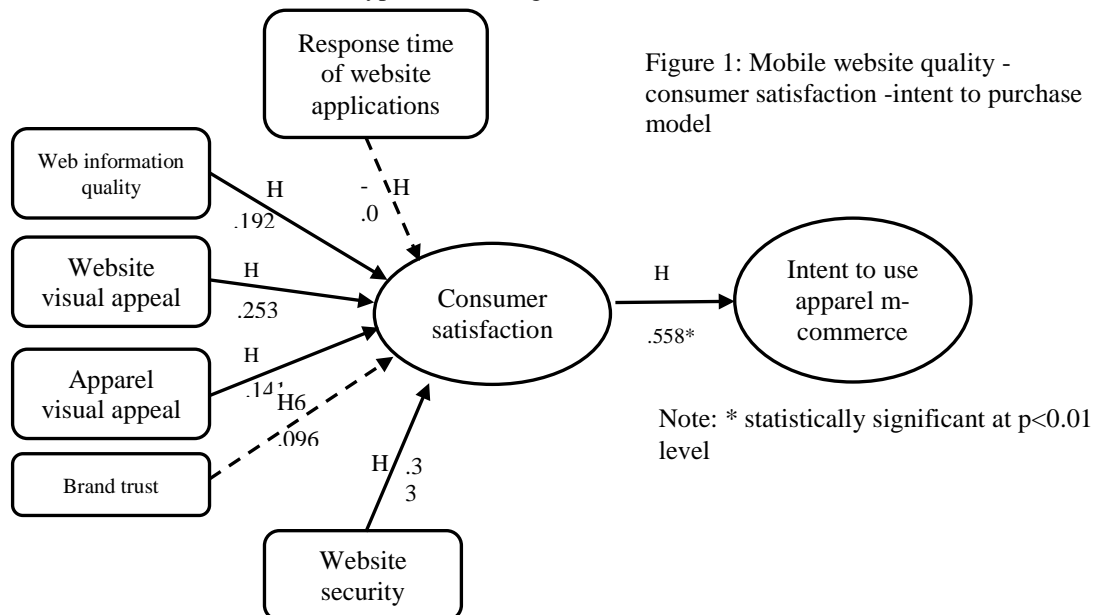 Response time
of website
applications
Figure 1: Mobile website quality -
consumer satisfaction -intent to purchase
model
Web information
quality
H
.192
- H
.0
Website
visual appeal
H
.253
Consumer
satisfaction
H
.558*
Intent to use
apparel m-
commerce
Apparel
visual appeal
H
H6
.096
Brand trust
Note: * statistically significant at p<0.01
level
H .3
3
Website
security